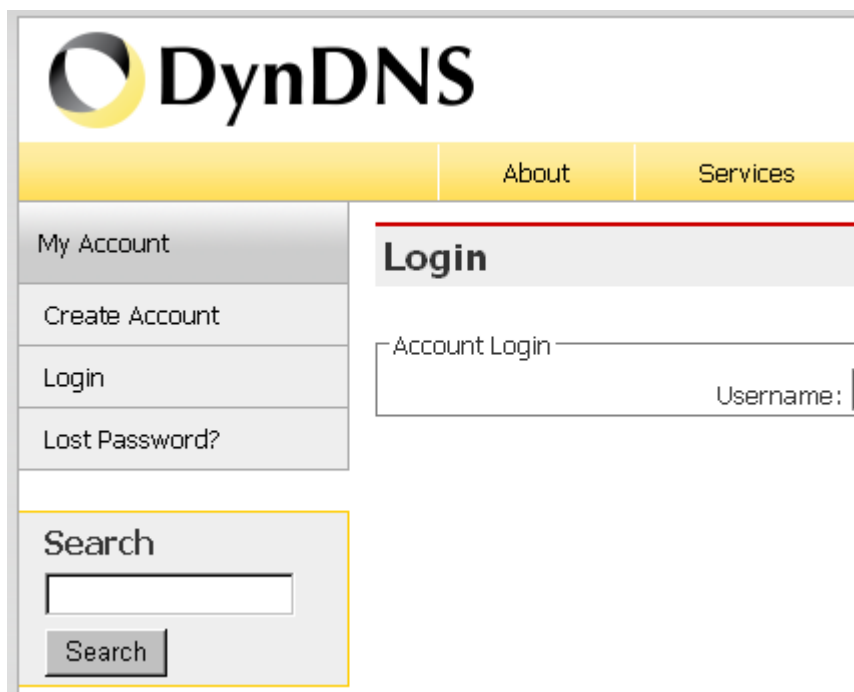 DynDNS
About Services
My Account
Create Account
Login
Lost Password?
Search
Search
Login
Account Login
Username: